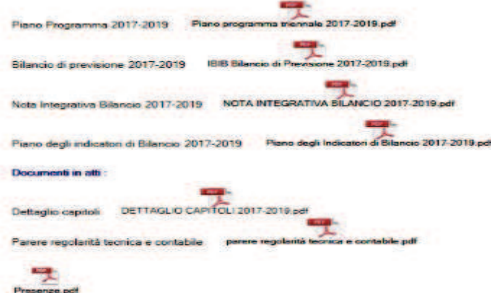 Piano Programma 2017-2019 Piano programma triennale 2017-2019.pdf
Bilancio di previsione 2017-2019 ISIB Bilancio di Previsione 2017-2019.pdf
Nota Integrativa Bilancio 2017-2019 NOTA INTEGRATIVA BILANCIO 2017-2019.pdf
Piano degli indicatori di Bilancio 2017-2019 Piano degli Indicatori di Bilancio 2017-2019.pdf
Documenti in atti :
Dettaglio capitoli DETTAGLIO CAPITOLI 2017-2019.pdf
Parere regolarità tecnica e contabile parere regolarità tecnica e contabile.pdf
Presenze.pdf